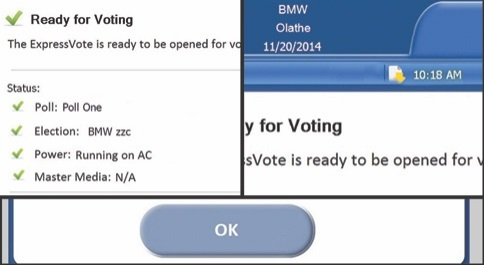 Ready for Voting
The ExpressVote is ready to be opened for vo
Status:
Poll: Poll One
Election: BMW zzc
Power: Running on AC
Master Media: N/A
BMW
Olathe
11/20/2014
10:18 AM
y for Voting
sVote is ready to be opened for v
OK